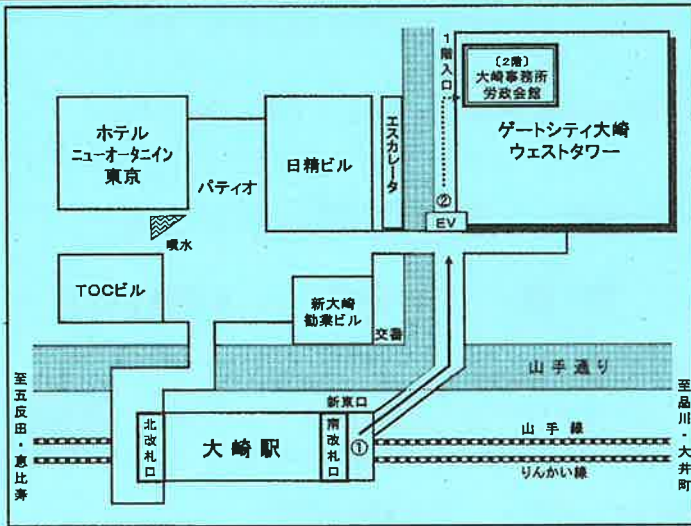 1階入口
〔2階〕
大崎事務所
労政会館
ゲートシティ大崎
ウェストタワー
ホテル
ニューオータニイン
東京
パティオ
日精ビル
エスカレータ
②
EV
噴水
TOCビル
新大崎
勧業ビル
交番
山手通り
至五反田・恵比寿
新東口
北改札口
大崎駅
南改札口
①
山手線
りんかい線
至品川・大井町